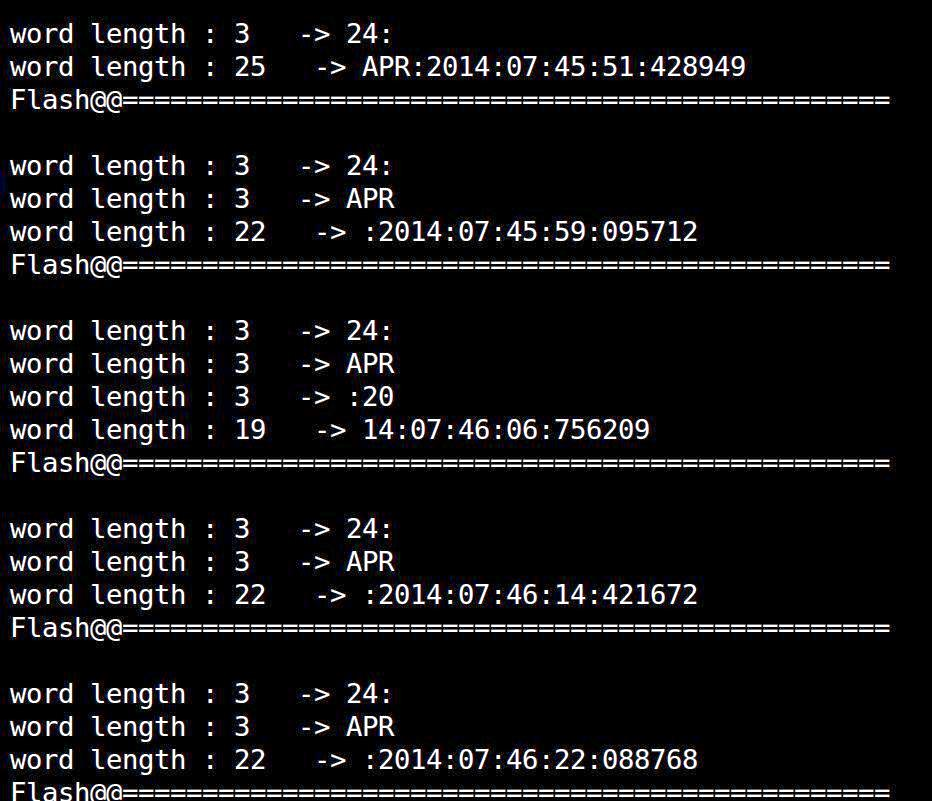 word length : 3   -> 24:
word length : 25   -> APR:2014:07:45:51:428949
Flash@@================================================
word length : 3   -> 24:
word length : 3   -> APR
word length : 22   -> :2014:07:45:59:095712
Flash@@================================================
word length : 3   -> 24:
word length : 3   -> APR
word length : 3   -> :20
word length : 19   -> 14:07:46:06:756209
Flash@@================================================
word length : 3   -> 24:
word length : 3   -> APR
word length : 22   -> :2014:07:46:14:421672
Flash@@================================================
word length : 3   -> 24:
word length : 3   -> APR
word length : 22   -> :2014:07:46:22:088768
Flash@@================================================